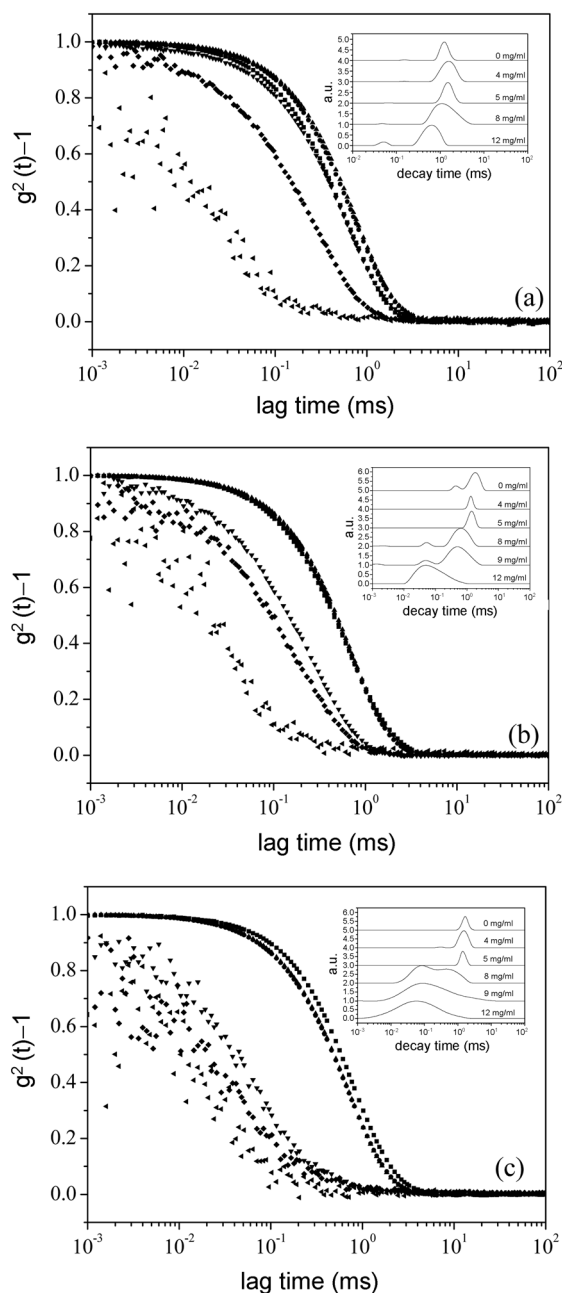 1.0
0.8
0.6
0.4
0.2
0.0
g²(t)−1
10⁻³ 10⁻² 10⁻¹ 10⁰ 10¹ 10²
lag time (ms)
(a)
5.0
4.5
4.0
3.5
3.0
2.5
2.0
1.5
1.0
0.5
0.0
a.u.
0 mg/ml
4 mg/ml
5 mg/ml
8 mg/ml
12 mg/ml
10⁻² 10⁻¹ 10⁰ 10¹ 10²
decay time (ms)
1.0
0.8
0.6
0.4
0.2
0.0
g²(t)−1
10⁻³ 10⁻² 10⁻¹ 10⁰ 10¹ 10²
lag time (ms)
(b)
6.0
5.5
5.0
4.5
4.0
3.5
3.0
2.5
2.0
1.5
1.0
0.5
0.0
a.u.
0 mg/ml
4 mg/ml
5 mg/ml
8 mg/ml
9 mg/ml
12 mg/ml
10⁻³ 10⁻² 10⁻¹ 10⁰ 10¹ 10²
decay time (ms)
1.0
0.8
0.6
0.4
0.2
0.0
g²(t)−1
10⁻³ 10⁻² 10⁻¹ 10⁰ 10¹ 10²
lag time (ms)
(c)
6.0
5.5
5.0
4.5
4.0
3.5
3.0
2.5
2.0
1.5
1.0
0.5
0.0
a.u.
0 mg/ml
4 mg/ml
5 mg/ml
8 mg/ml
9 mg/ml
12 mg/ml
10⁻³ 10⁻² 10⁻¹ 10⁰ 10¹ 10²
decay time (ms)